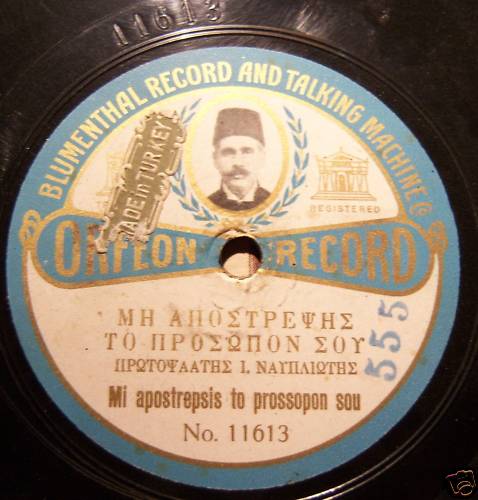 11613
BLUMENTHAL RECORD AND TALKING MACHINE Co
MADE in TURKEY
REGISTERED
ORFEON RECORD
ΜΗ ΑΠΟΣΤΡΕΨΗΣ
ΤΟ ΠΡΟΣΩΠΟΝ ΣΟΥ
ΠΡΩΤΟΨΑΛΤΗΣ Ι. ΝΑΥΠΛΙΩΤΗΣ
555
Mi apostrepsis to prossopon sou
No. 11613